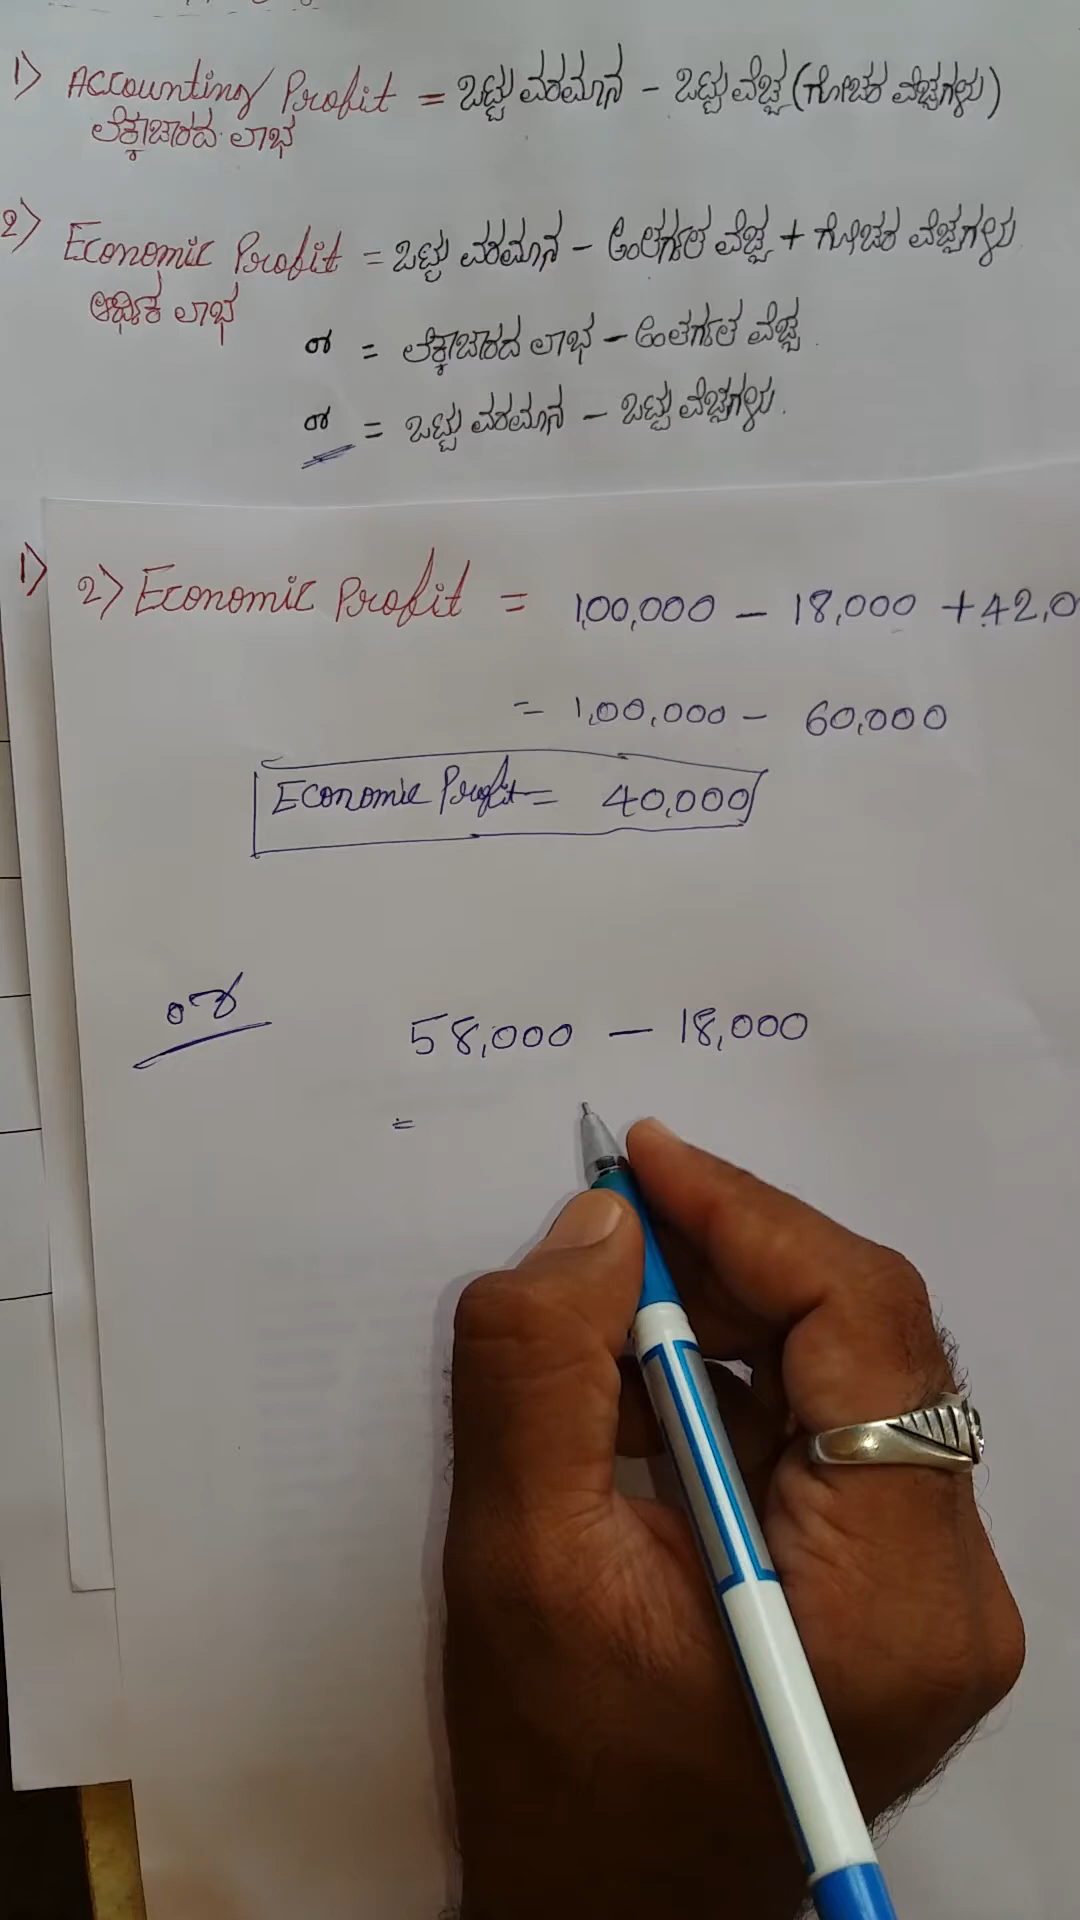 1) Accounting Profit = ಒಟ್ಟು ವರಮಾನ - ಒಟ್ಟು ವೆಚ್ಚ (ಗೋಚರ ವೆಚ್ಚಗಳು)
ಲೆಕ್ಕಾಚಾರದ ಲಾಭ
2) Economic Profit = ಒಟ್ಟು ವರಮಾನ - ಅಂತರ್ಗತ ವೆಚ್ಚ + ಗೋಚರ ವೆಚ್ಚಗಳು
ಆರ್ಥಿಕ ಲಾಭ
or = ಲೆಕ್ಕಾಚಾರದ ಲಾಭ - ಅಂತರ್ಗತ ವೆಚ್ಚ.
or = ಒಟ್ಟು ವರಮಾನ - ಒಟ್ಟು ವೆಚ್ಚಗಳು.
1)
2) Economic Profit = 1,00,000 - 18,000 + 42,0
= 1,00,000 - 60,000
Economic Profit = 40,000
or 58,000 - 18,000
=